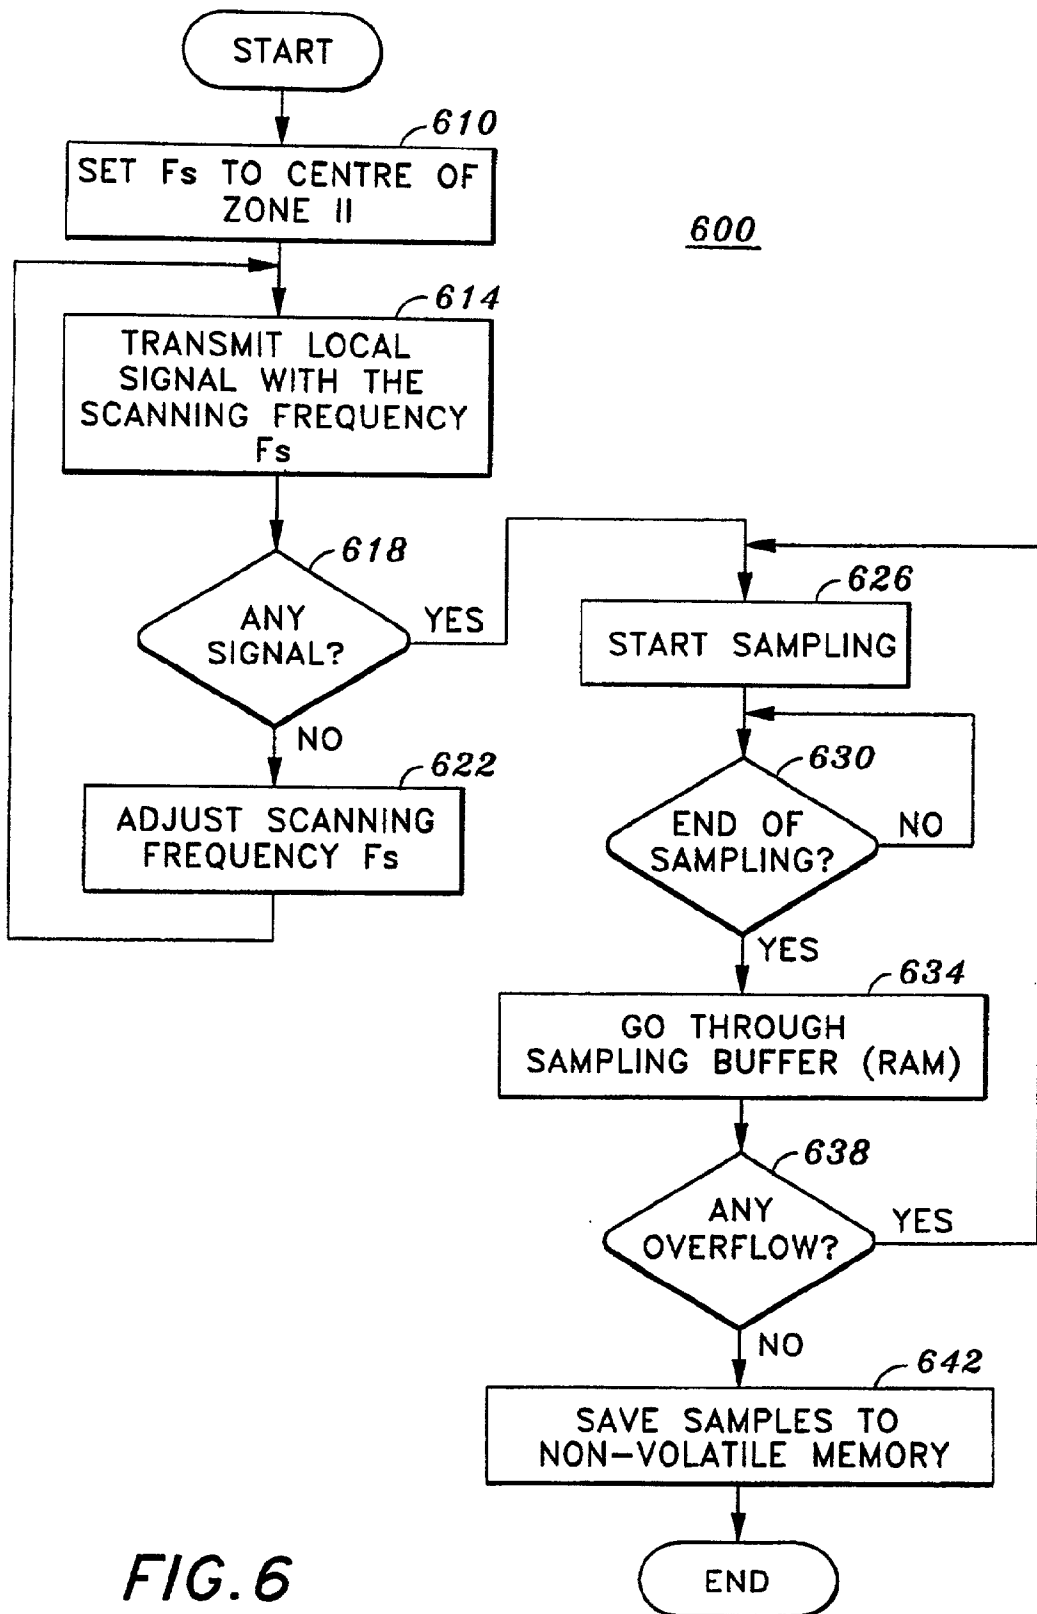 START
610
SET Fs TO CENTRE OF
ZONE II
600
614
TRANSMIT LOCAL
SIGNAL WITH THE
SCANNING FREQUENCY
Fs
618
ANY
SIGNAL?
YES
NO
622
ADJUST SCANNING
FREQUENCY Fs
626
START SAMPLING
630
END OF
SAMPLING?
NO
YES
634
GO THROUGH
SAMPLING BUFFER (RAM)
638
ANY
OVERFLOW?
YES
NO
642
SAVE SAMPLES TO
NON-VOLATILE MEMORY
END
FIG.6